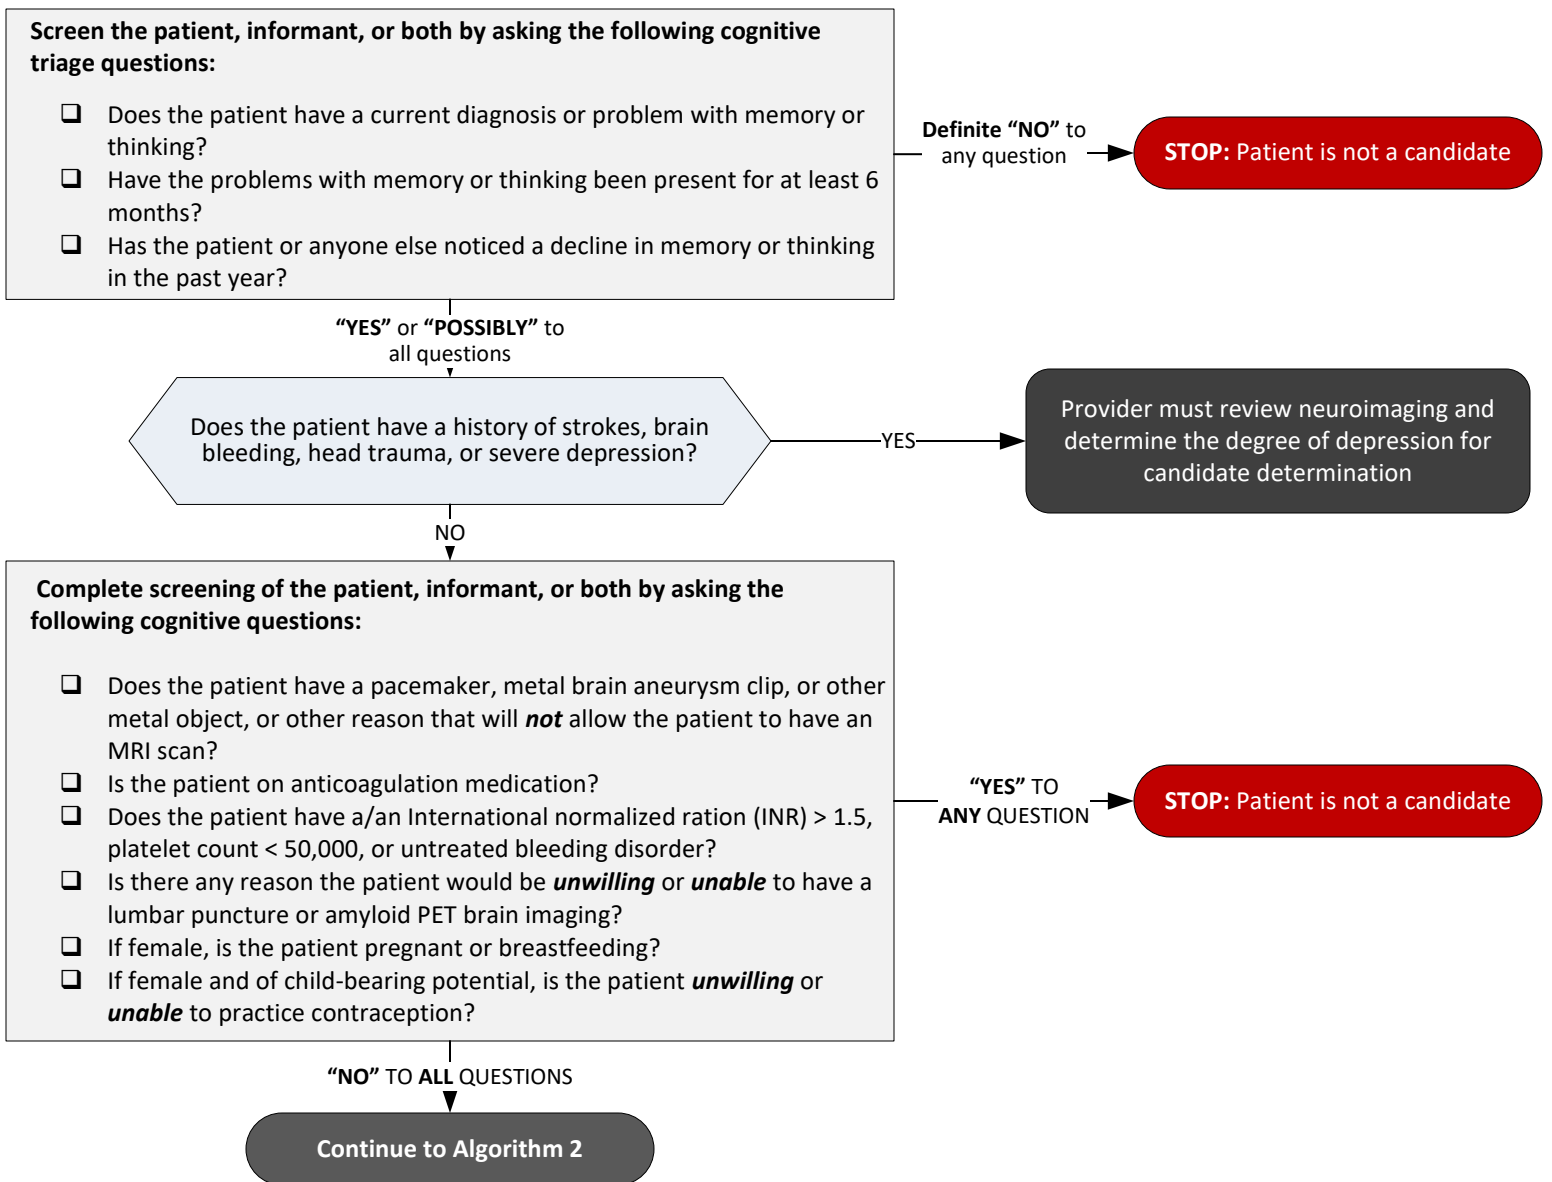 Screen the patient, informant, or both by asking the following cognitive
triage questions:
❑ Does the patient have a current diagnosis or problem with memory or
thinking?
❑ Have the problems with memory or thinking been present for at least 6
months?
❑ Has the patient or anyone else noticed a decline in memory or thinking
in the past year?
Definite “NO” to
any question
STOP: Patient is not a candidate
“YES” or “POSSIBLY” to
all questions
Does the patient have a history of strokes, brain
bleeding, head trauma, or severe depression?
YES
Provider must review neuroimaging and
determine the degree of depression for
candidate determination
NO
Complete screening of the patient, informant, or both by asking the
following cognitive questions:
❑ Does the patient have a pacemaker, metal brain aneurysm clip, or other
metal object, or other reason that will not allow the patient to have an
MRI scan?
❑ Is the patient on anticoagulation medication?
❑ Does the patient have a/an International normalized ration (INR) > 1.5,
platelet count < 50,000, or untreated bleeding disorder?
❑ Is there any reason the patient would be unwilling or unable to have a
lumbar puncture or amyloid PET brain imaging?
❑ If female, is the patient pregnant or breastfeeding?
❑ If female and of child-bearing potential, is the patient unwilling or
unable to practice contraception?
“YES” TO
ANY QUESTION
STOP: Patient is not a candidate
“NO” TO ALL QUESTIONS
Continue to Algorithm 2